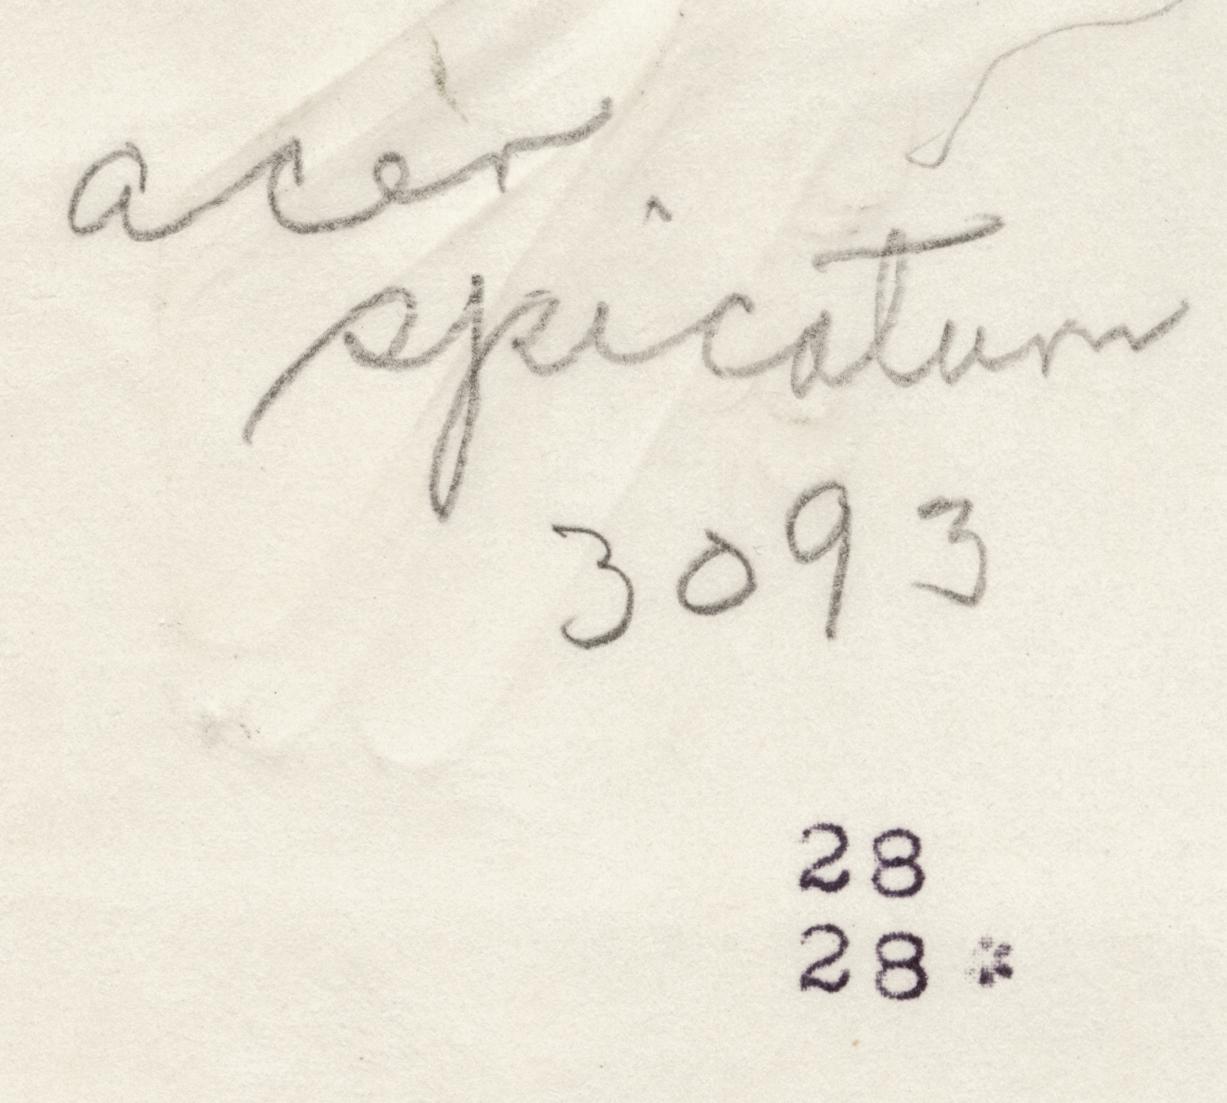 acer
spicatum
3093
28
28 *